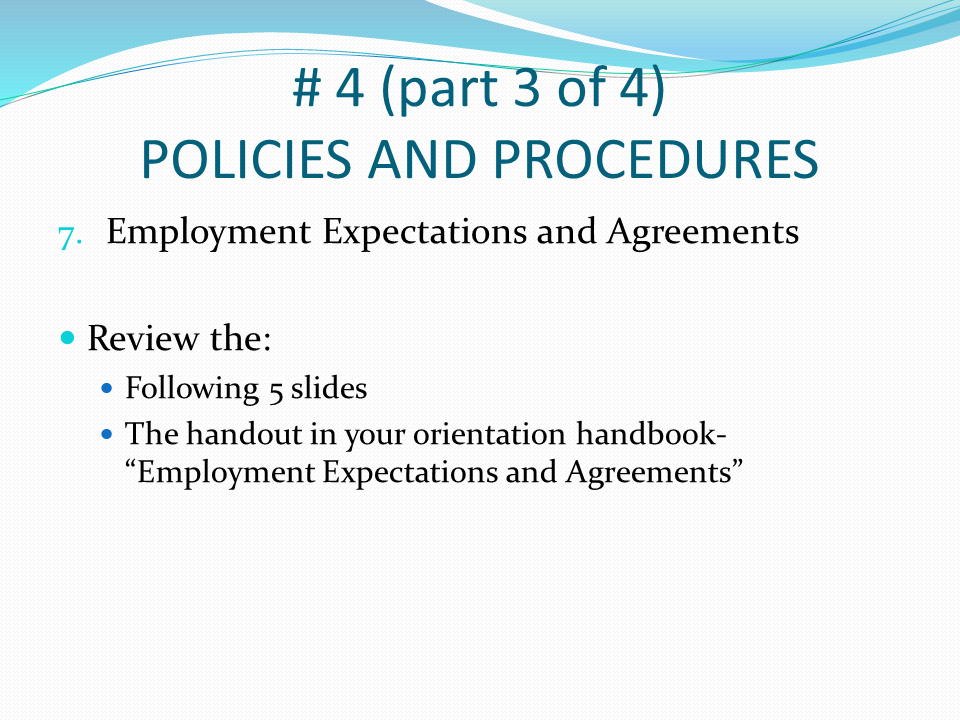 # 4 (part 3 of 4)
POLICIES AND PROCEDURES
7. Employment Expectations and Agreements
• Review the:
• Following 5 slides
• The handout in your orientation handbook-
“Employment Expectations and Agreements”